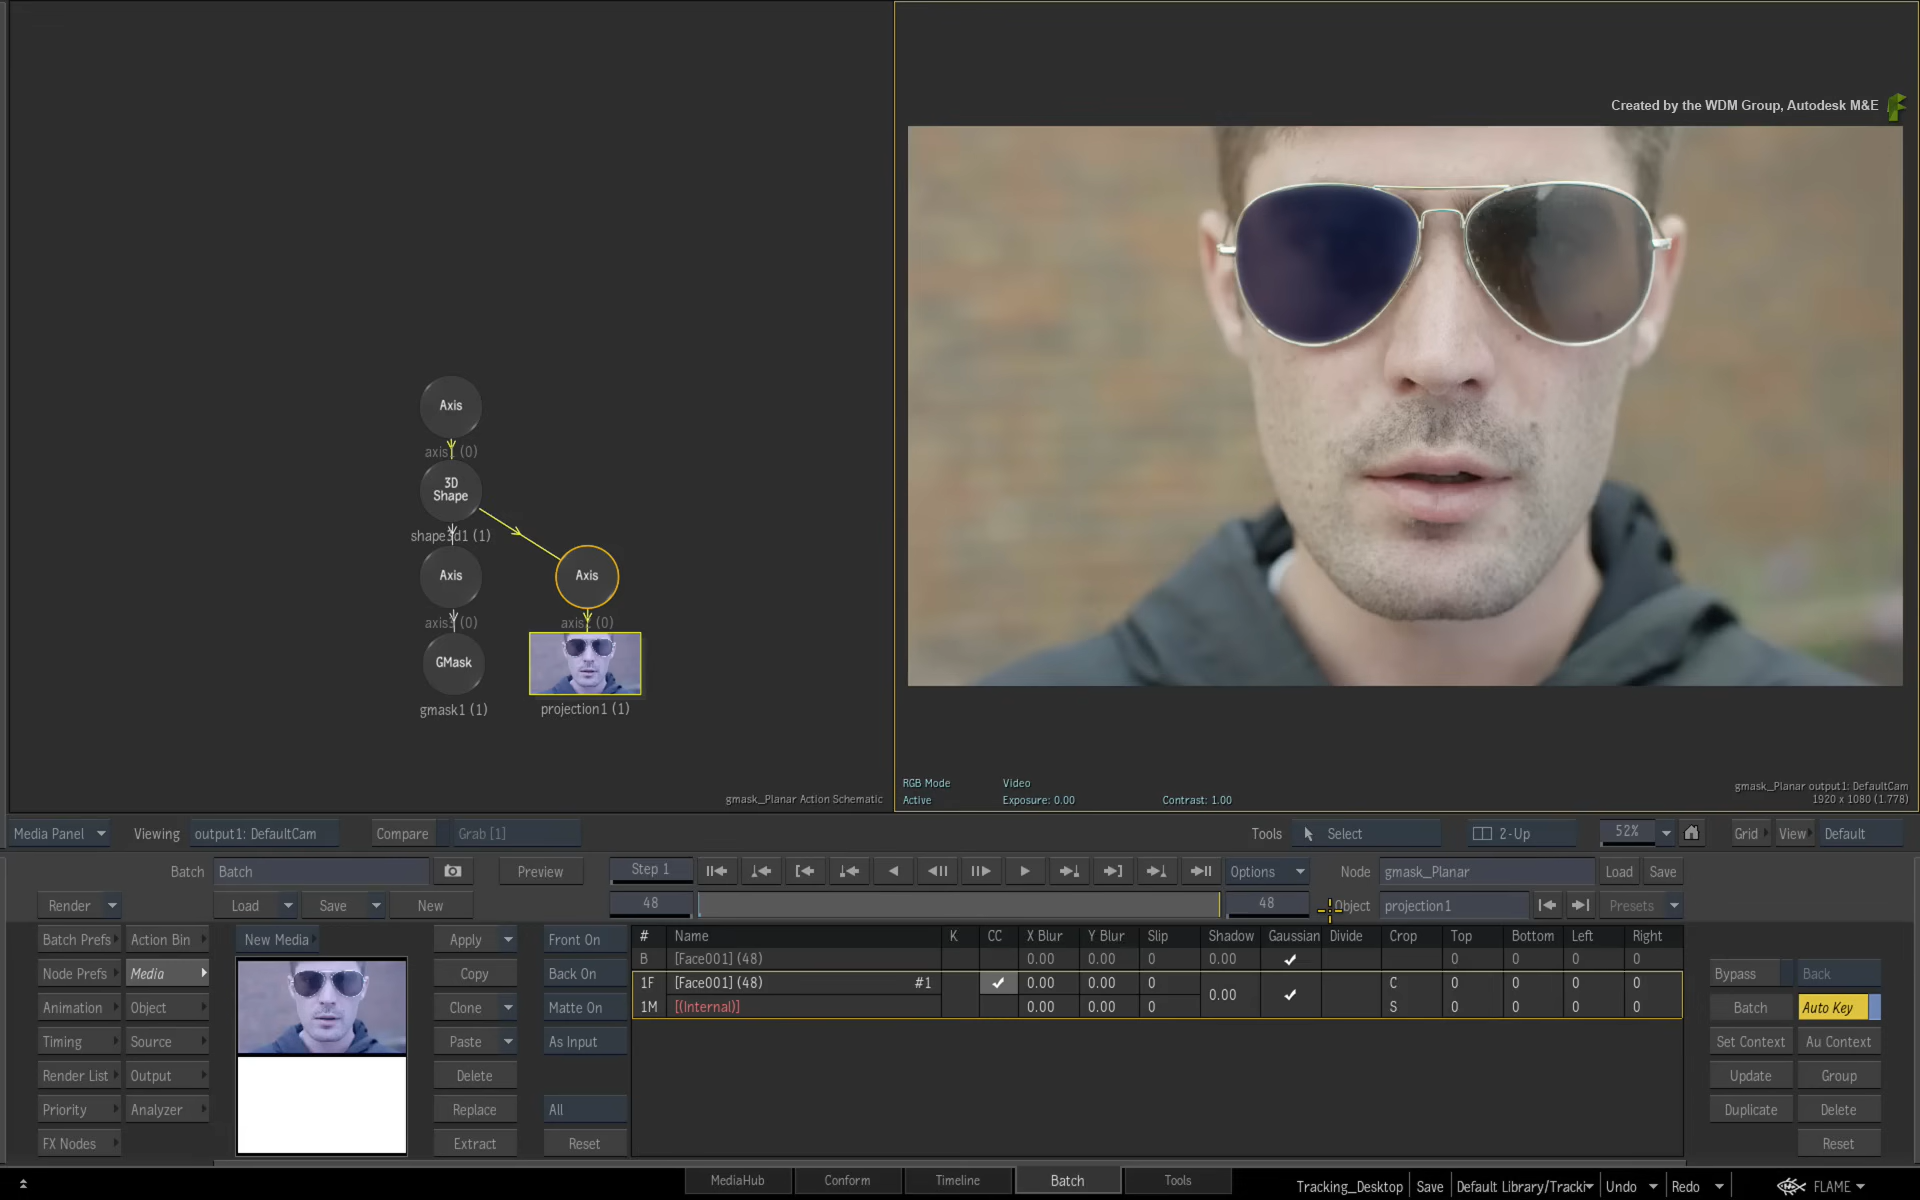 Created by the WDM Group, Autodesk M&E
Axis
axis1 (0)
3D
Shape
shape3d1 (1)
Axis
Axis
axis3 (0)
axis2 (0)
GMask
gmask1 (1)
projection1 (1)
gmask_Planar Action Schematic
RGB Mode
Video
Active
Exposure: 0.00
Contrast: 1.00
gmask_Planar output1: DefaultCam
1920 x 1080 (1.778)
Media Panel
Viewing
output1: DefaultCam
Compare
Grab [1]
Tools
Select
2-Up
52%
Grid
View
Default
Batch
Batch
Preview
Step 1
Options
Node
gmask_Planar
Load
Save
Render
Load
Save
New
48
48
Object
projection1
Presets
Batch Prefs
Action Bin
New Media
Apply
Front On
# Name K CC X Blur Y Blur Slip Shadow Gaussian Divide Crop Top Bottom Left Right
B [Face001] (48) 0.00 0.00 0 0.00 ✓ 0 0 0 0
Node Prefs
Media
Copy
Back On
1F [Face001] (48) #1 ✓ 0.00 0.00 0 0.00 ✓ C 0 0 0 0
Bypass
Back
Animation
Object
Clone
Matte On
1M [(Internal)] 0.00 0.00 0 S 0 0 0 0
Batch
Auto Key
Timing
Source
Paste
As Input
Set Context
Au Context
Render List
Output
Delete
Update
Group
Priority
Analyzer
Replace
All
Duplicate
Delete
FX Nodes
Extract
Reset
Reset
MediaHub
Conform
Timeline
Batch
Tools
Tracking_Desktop
Save
Default Library/Tracki
Undo
Redo
FLAME